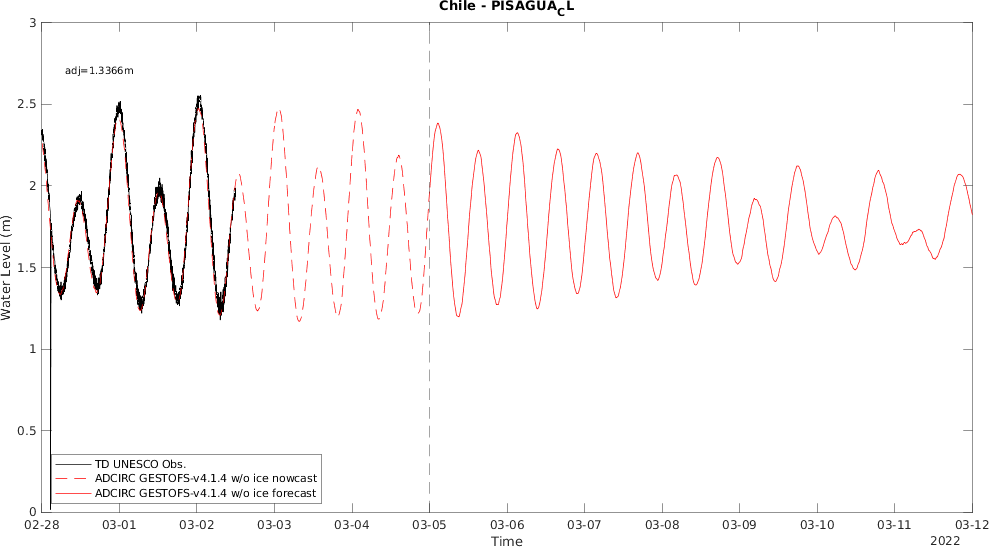 Chile - PISAGUA_CL
adj=1.3366m
3
2.5
2
1.5
1
0.5
0
Water Level (m)
TD UNESCO Obs.
ADCIRC GESTOFS-v4.1.4 w/o ice nowcast
ADCIRC GESTOFS-v4.1.4 w/o ice forecast
02-28 03-01 03-02 03-03 03-04 03-05 03-06 03-07 03-08 03-09 03-10 03-11 03-12
Time
2022